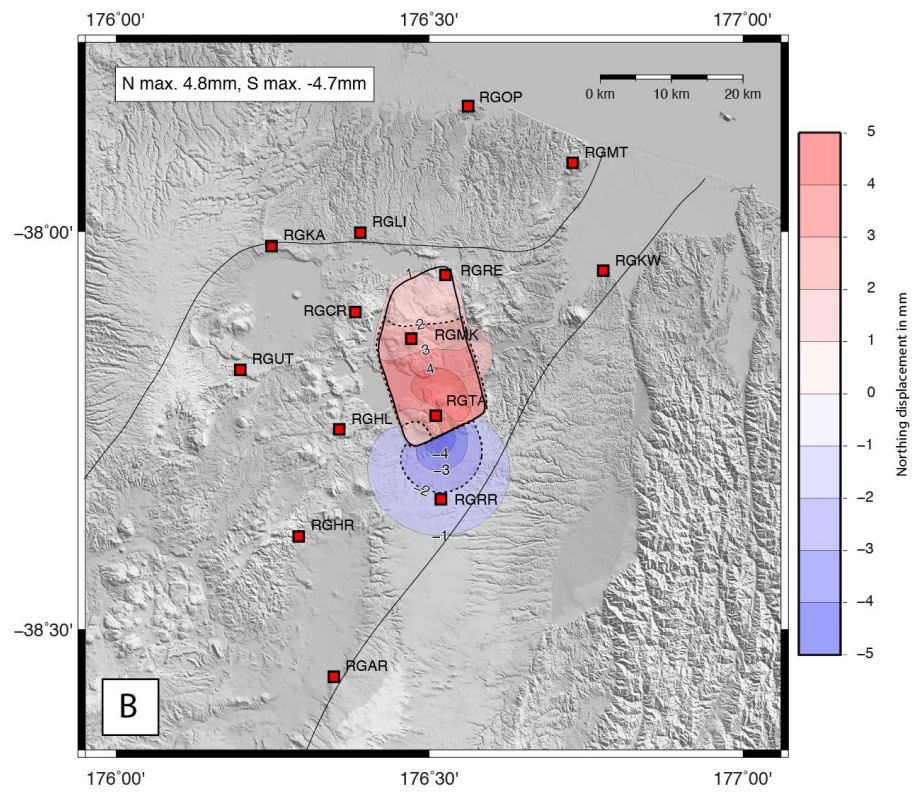 176°00'
176°30'
177°00'
N max. 4.8mm, S max. -4.7mm
0 km
10 km
20 km
RGOP
RGMT
−38°00'
RGKA
RGLI
RGRE
RGKW
RGCR
RGMK
RGUT
RGTA
RGHL
RGRR
RGHR
RGAR
−38°30'
1
2
3
4
−4
−3
−2
−1
B
176°00'
176°30'
177°00'
5
4
3
2
1
0
−1
−2
−3
−4
−5
Northing displacement in mm